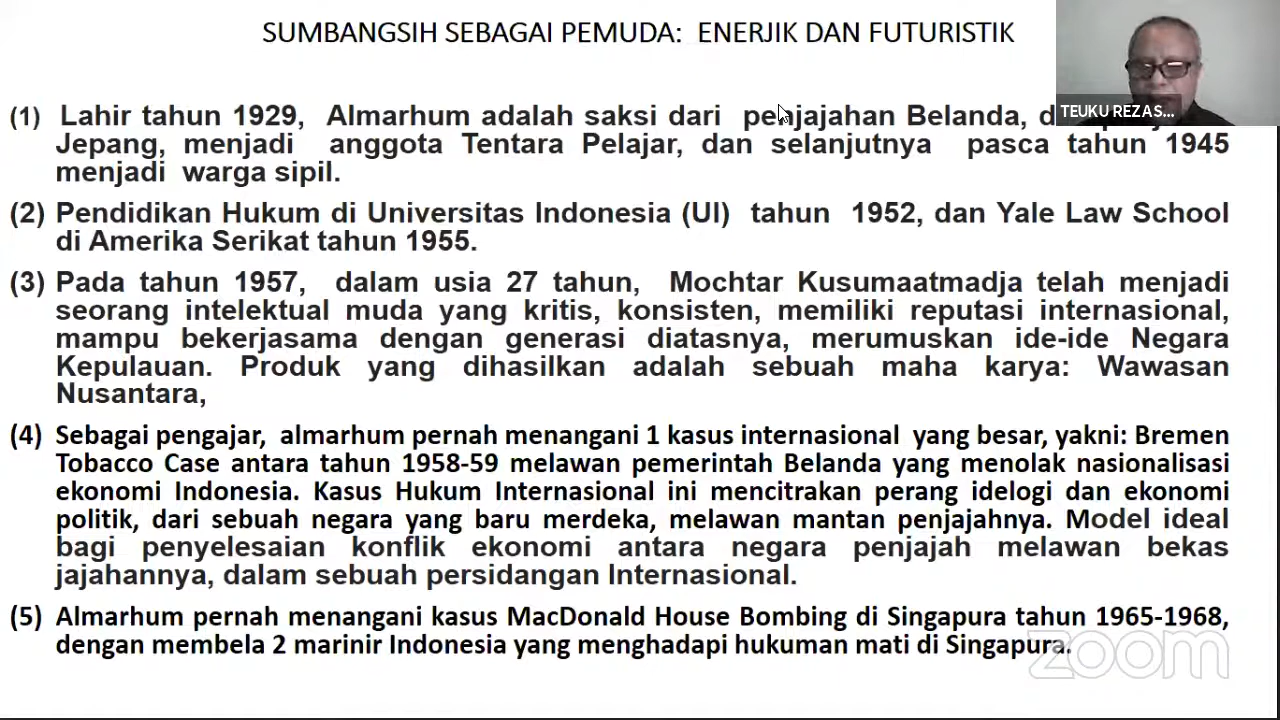 SUMBANGSIH SEBAGAI PEMUDA: ENERJIK DAN FUTURISTIK
TEUKU REZAS...
(1) Lahir tahun 1929, Almarhum adalah saksi dari penjajahan Belanda,
Jepang, menjadi anggota Tentara Pelajar, dan selanjutnya pasca tahun 1945
menjadi warga sipil.
(2) Pendidikan Hukum di Universitas Indonesia (UI) tahun 1952, dan Yale Law School
di Amerika Serikat tahun 1955.
(3) Pada tahun 1957, dalam usia 27 tahun, Mochtar Kusumaatmadja telah menjadi
seorang intelektual muda yang kritis, konsisten, memiliki reputasi internasional,
mampu bekerjasama dengan generasi diatasnya, merumuskan ide-ide Negara
Kepulauan. Produk yang dihasilkan adalah sebuah maha karya: Wawasan
Nusantara,
(4) Sebagai pengajar, almarhum pernah menangani 1 kasus internasional yang besar, yakni: Bremen
Tobacco Case antara tahun 1958-59 melawan pemerintah Belanda yang menolak nasionalisasi
ekonomi Indonesia. Kasus Hukum Internasional ini mencitrakan perang idelogi dan ekonomi
politik, dari sebuah negara yang baru merdeka, melawan mantan penjajahnya. Model ideal
bagi penyelesaian konflik ekonomi antara negara penjajah melawan bekas
jajahannya, dalam sebuah persidangan Internasional.
(5) Almarhum pernah menangani kasus MacDonald House Bombing di Singapura tahun 1965-1968,
dengan membela 2 marinir Indonesia yang menghadapi hukuman mati di Singapura.
zoom